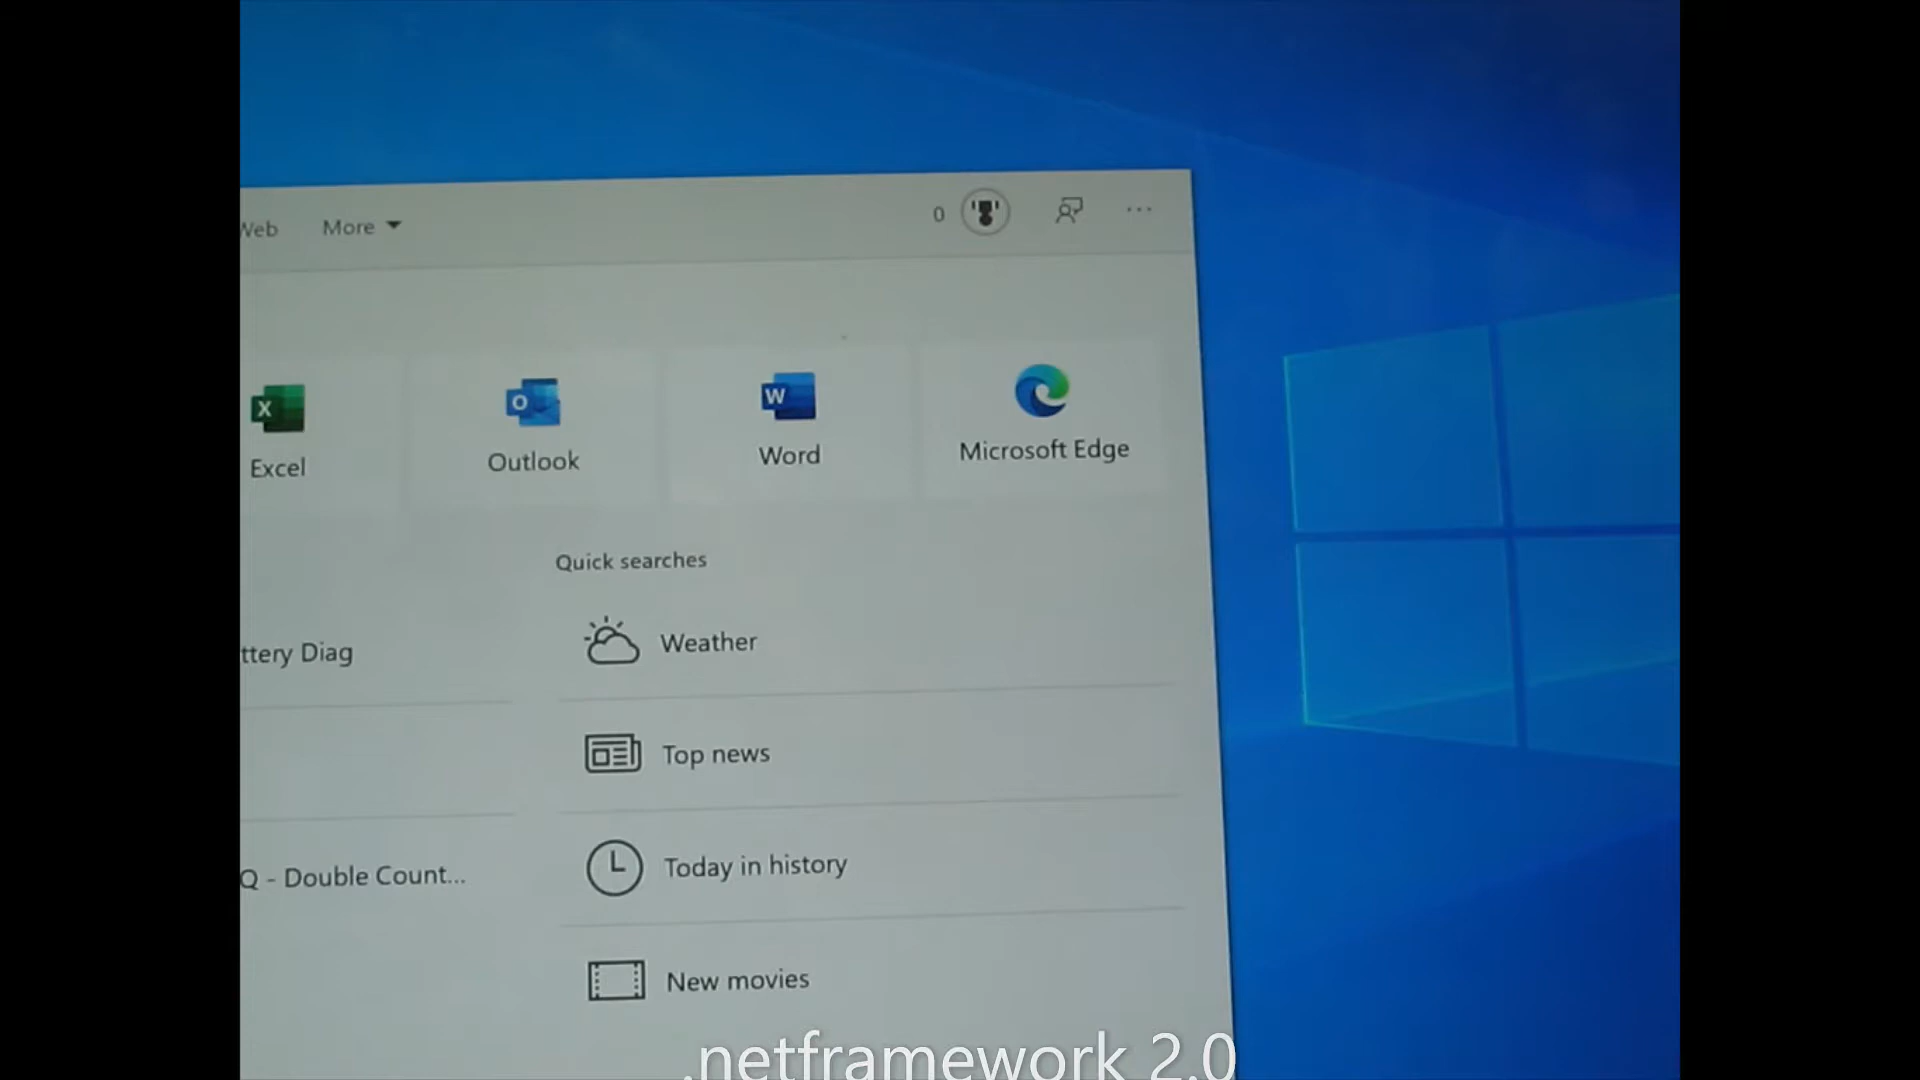 Web More 0
Excel Outlook Word Microsoft Edge
Quick searches
ttery Diag Weather
Top news
Q - Double Count... Today in history
New movies
.netframework 2.0